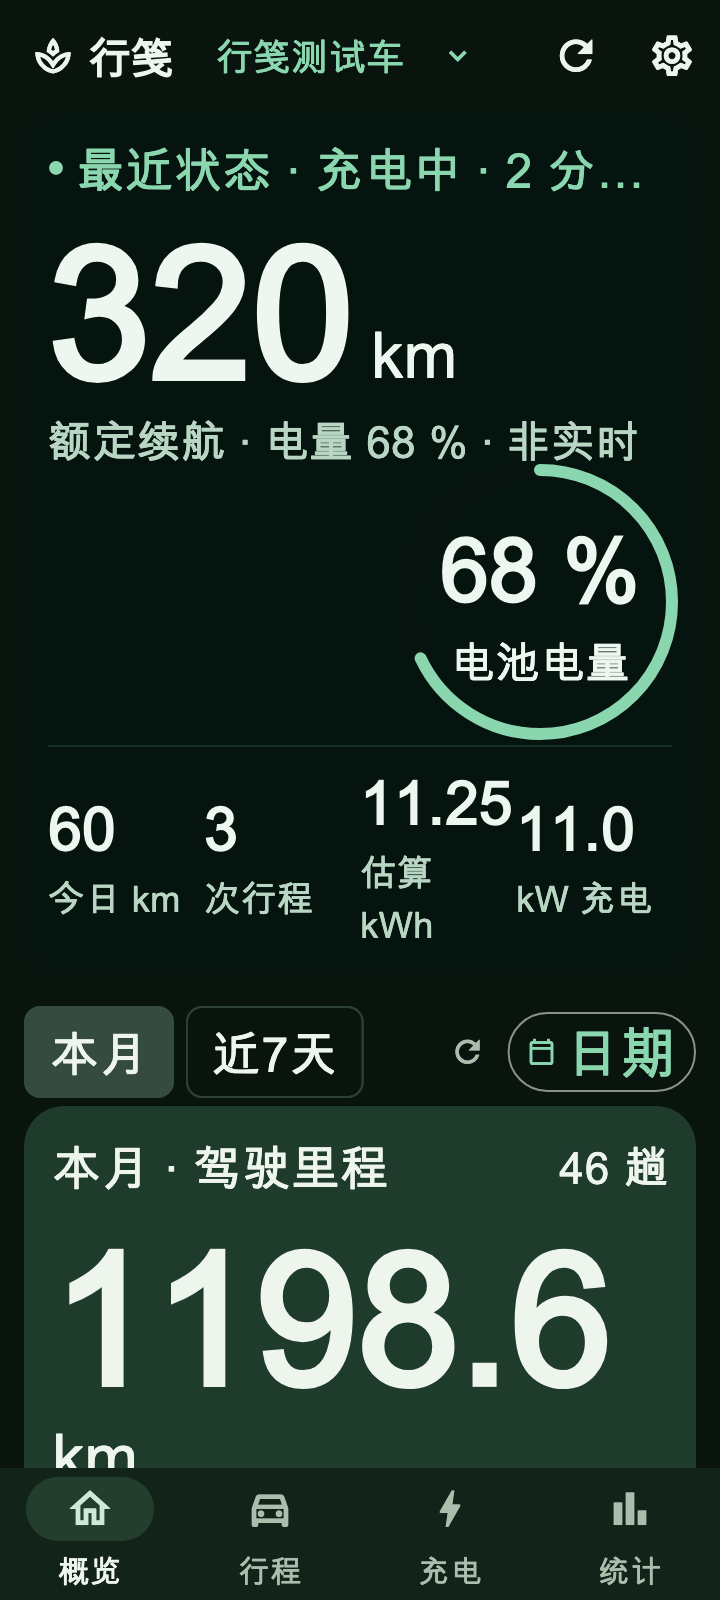 行笺 行笺测试车
• 最近状态 · 充电中 · 2 分...
320 km
额定续航 · 电量 68 % · 非实时
68 %
电池电量
60 3 11.25 11.0
今日 km 次行程 估算 kWh kW 充电
本月 近7天 日期
本月 · 驾驶里程 46 趟
1198.6
km
概览 行程 充电 统计